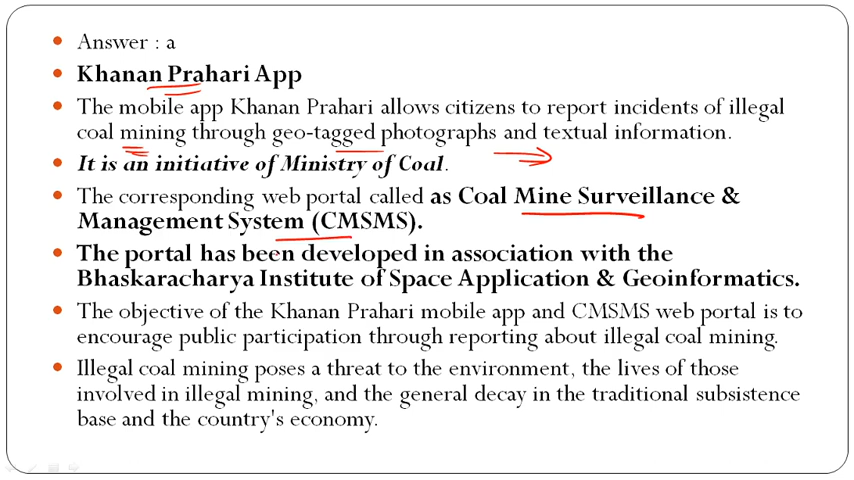 Answer : a
Khanan Prahari App
The mobile app Khanan Prahari allows citizens to report incidents of illegal
coal mining through geo-tagged photographs and textual information.
It is an initiative of Ministry of Coal.
The corresponding web portal called as Coal Mine Surveillance &
Management System (CMSMS).
The portal has been developed in association with the
Bhaskaracharya Institute of Space Application & Geoinformatics.
The objective of the Khanan Prahari mobile app and CMSMS web portal is to
encourage public participation through reporting about illegal coal mining.
Illegal coal mining poses a threat to the environment, the lives of those
involved in illegal mining, and the general decay in the traditional subsistence
base and the country's economy.